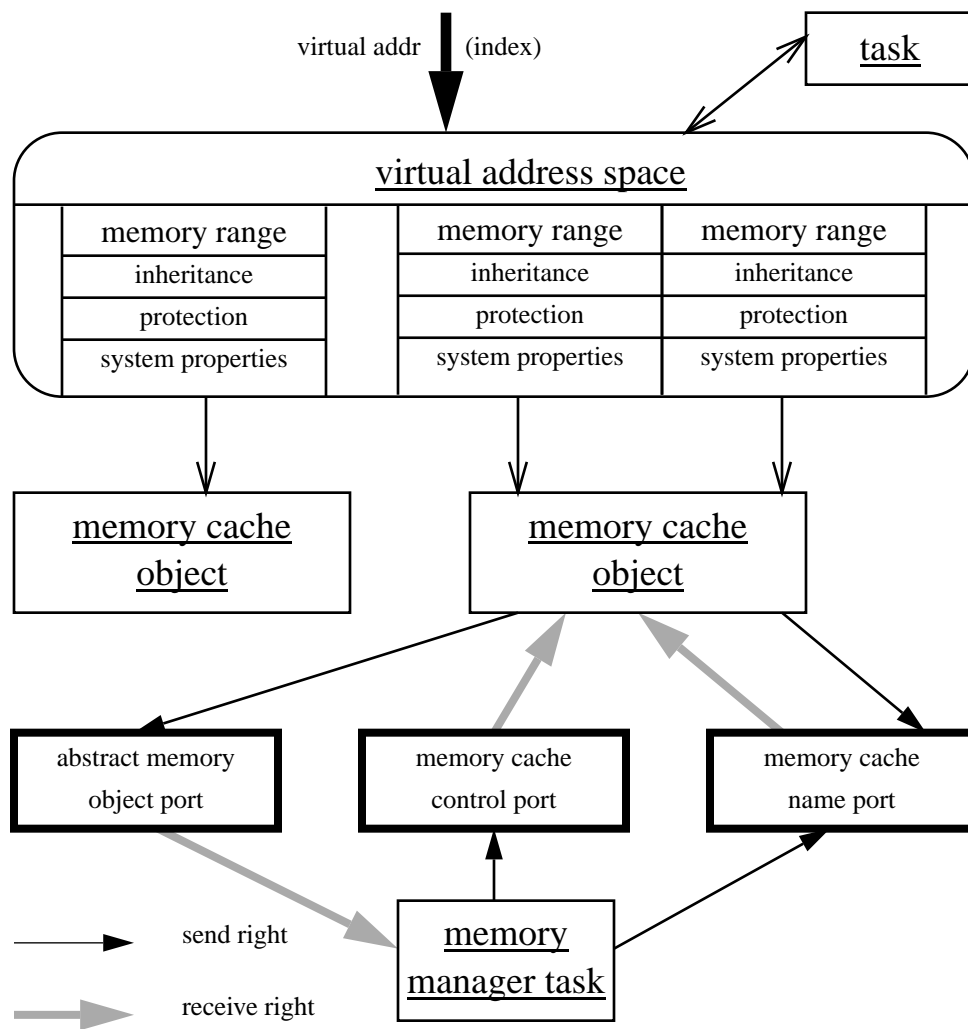 virtual addr (index)
task
virtual address space
memory range
inheritance
protection
system properties
memory range
inheritance
protection
system properties
memory range
inheritance
protection
system properties
memory cache
object
memory cache
object
abstract memory
object port
memory cache
control port
memory cache
name port
memory
manager task
send right
receive right